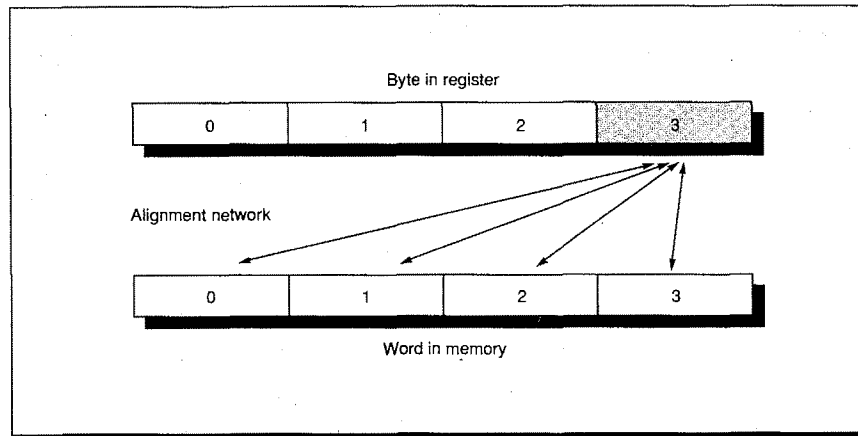 Byte in register
0 1 2 3
Alignment network
0 1 2 3
Word in memory